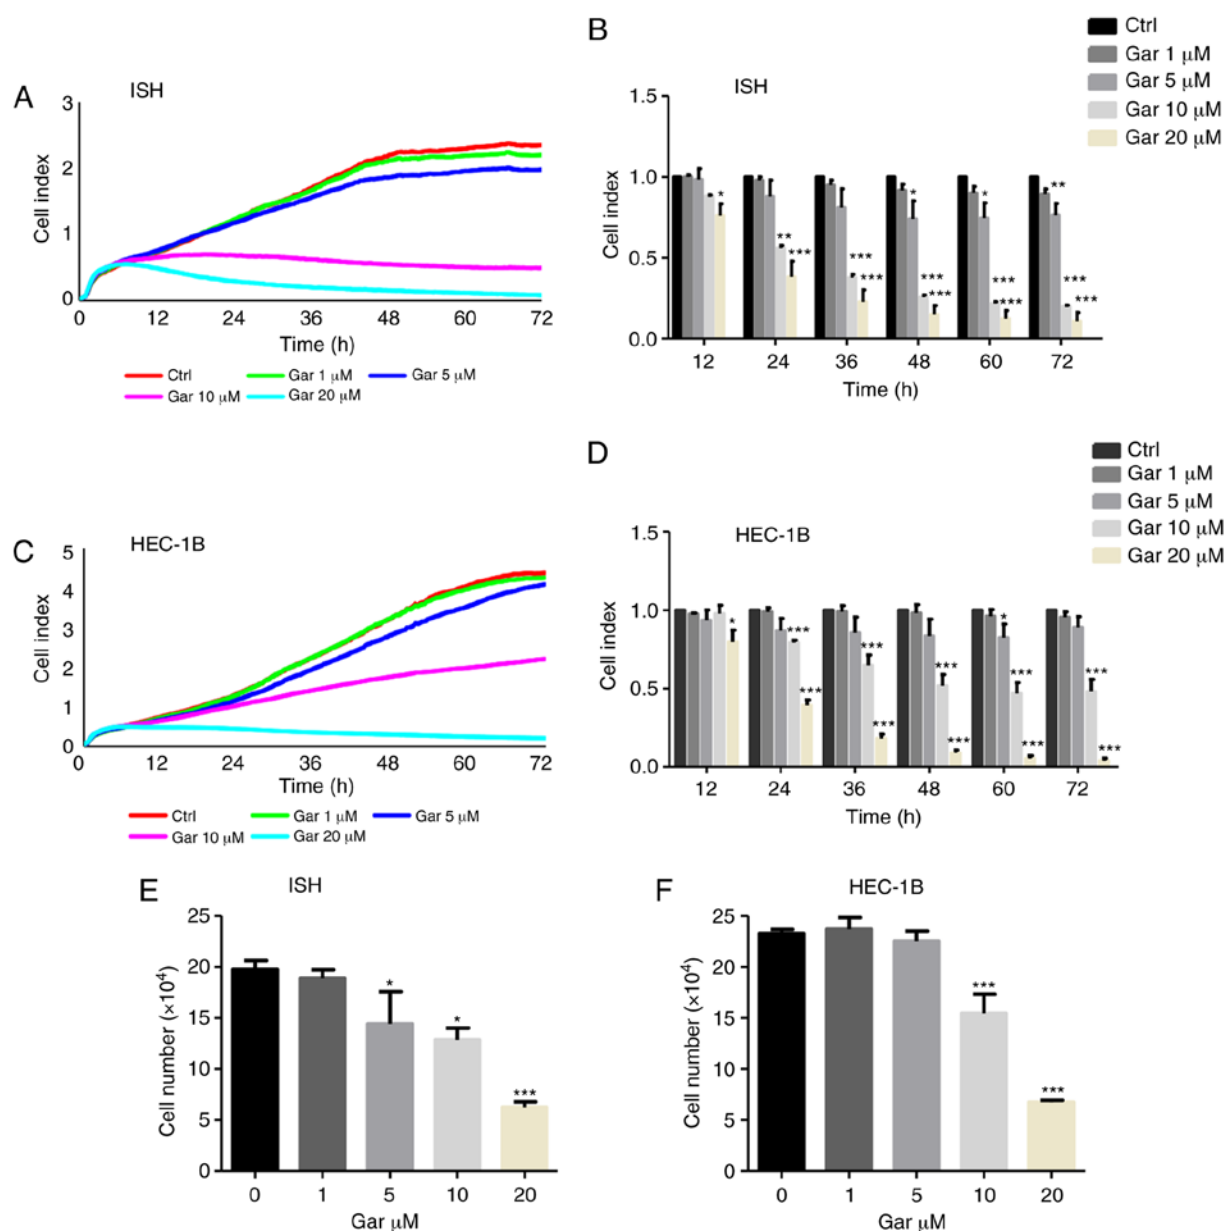 A
ISH
Cell index
3
2
1
0
0 12 24 36 48 60 72
Time (h)
Ctrl Gar 1 μM Gar 5 μM
Gar 10 μM Gar 20 μM
B
ISH
Ctrl
Gar 1 μM
Gar 5 μM
Gar 10 μM
Gar 20 μM
Cell index
1.5
1.0
0.5
0.0
* ** *** *** *** * *** *** * *** *** ** *** ***
12 24 36 48 60 72
Time (h)
C
HEC-1B
Cell index
5
4
3
2
1
0
0 12 24 36 48 60 72
Time (h)
Ctrl Gar 1 μM Gar 5 μM
Gar 10 μM Gar 20 μM
D
HEC-1B
Ctrl
Gar 1 μM
Gar 5 μM
Gar 10 μM
Gar 20 μM
Cell index
1.5
1.0
0.5
0.0
* *** *** *** *** *** *** * *** *** *** ***
12 24 36 48 60 72
Time (h)
E
ISH
Cell number (×10⁴)
25
20
15
10
5
0
* * ***
0 1 5 10 20
Gar μM
F
HEC-1B
Cell number (×10⁴)
25
20
15
10
5
0
*** ***
0 1 5 10 20
Gar μM